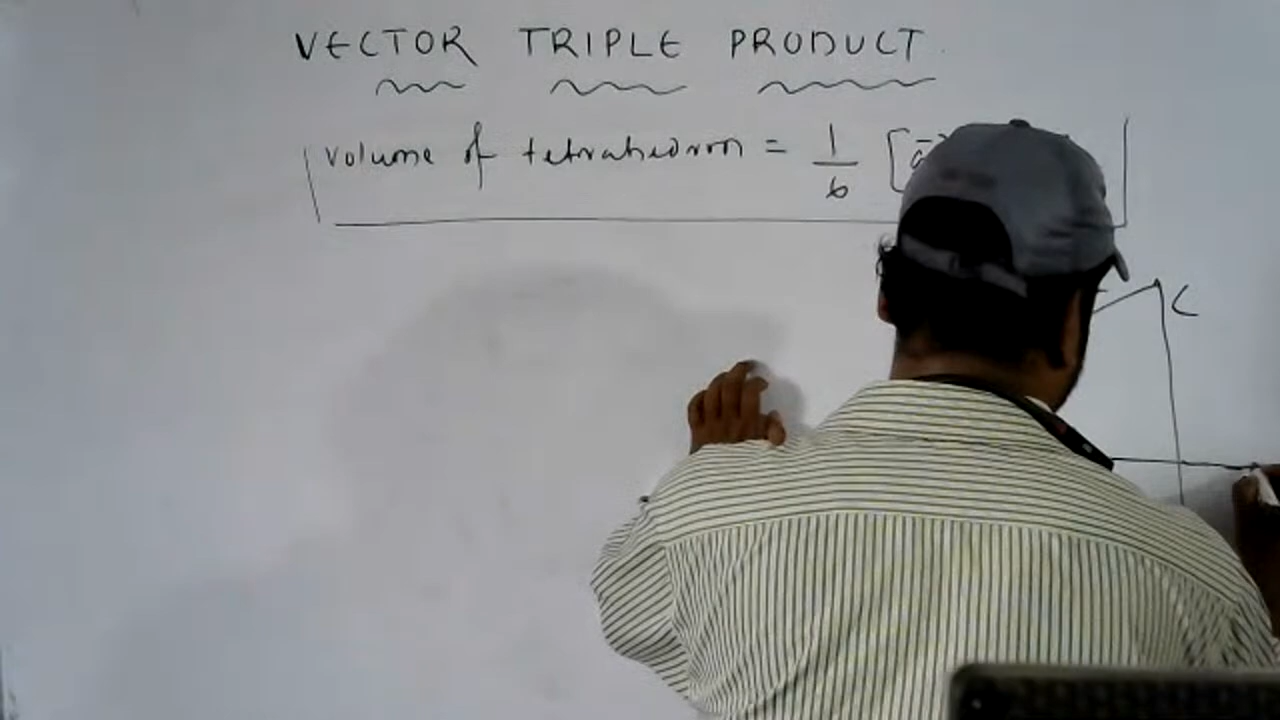 VECTOR TRIPLE PRODUCT
volume of tetrahedron = 1/6 [a̅
C